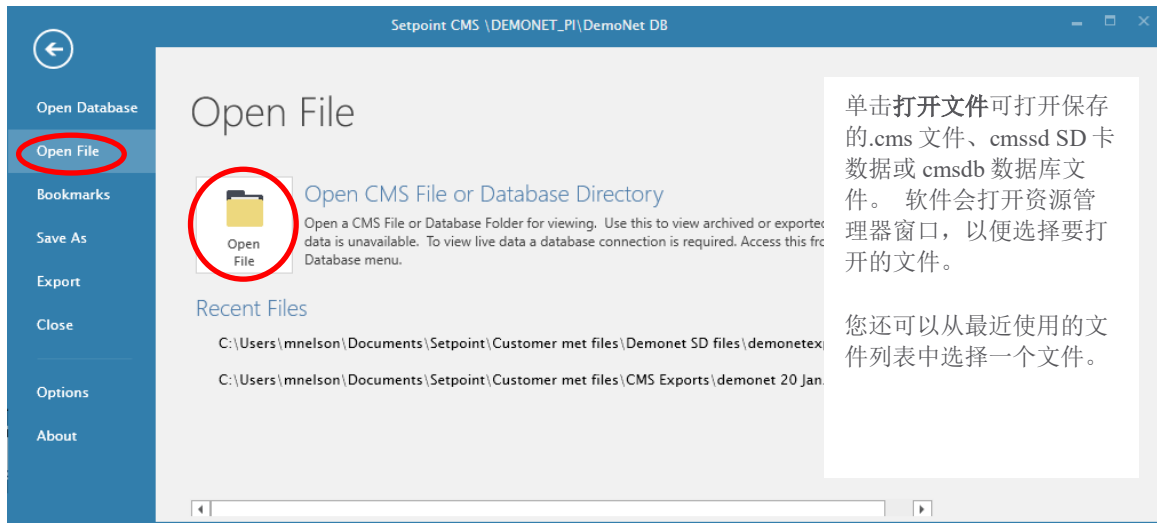 Setpoint CMS \DEMONET_PI\DemoNet DB
Open Database
Open File
Bookmarks
Save As
Export
Close
Options
About
Open File
Open
File
Open CMS File or Database Directory
Open a CMS File or Database Folder for viewing. Use this to view archived or exported
data is unavailable. To view live data a database connection is required. Access this
Database menu.
Recent Files
C:\Users\mnelson\Documents\Setpoint\Customer met files\Demonet SD files\demonetex
C:\Users\mnelson\Documents\Setpoint\Customer met files\CMS Exports\demonet 20 Jan
单击打开文件可打开保存
的.cms 文件、cmssd SD 卡
数据或 cmsdb 数据库文
件。 软件会打开资源管
理器窗口，以便选择要打
开的文件。
您还可以从最近使用的文
件列表中选择一个文件。